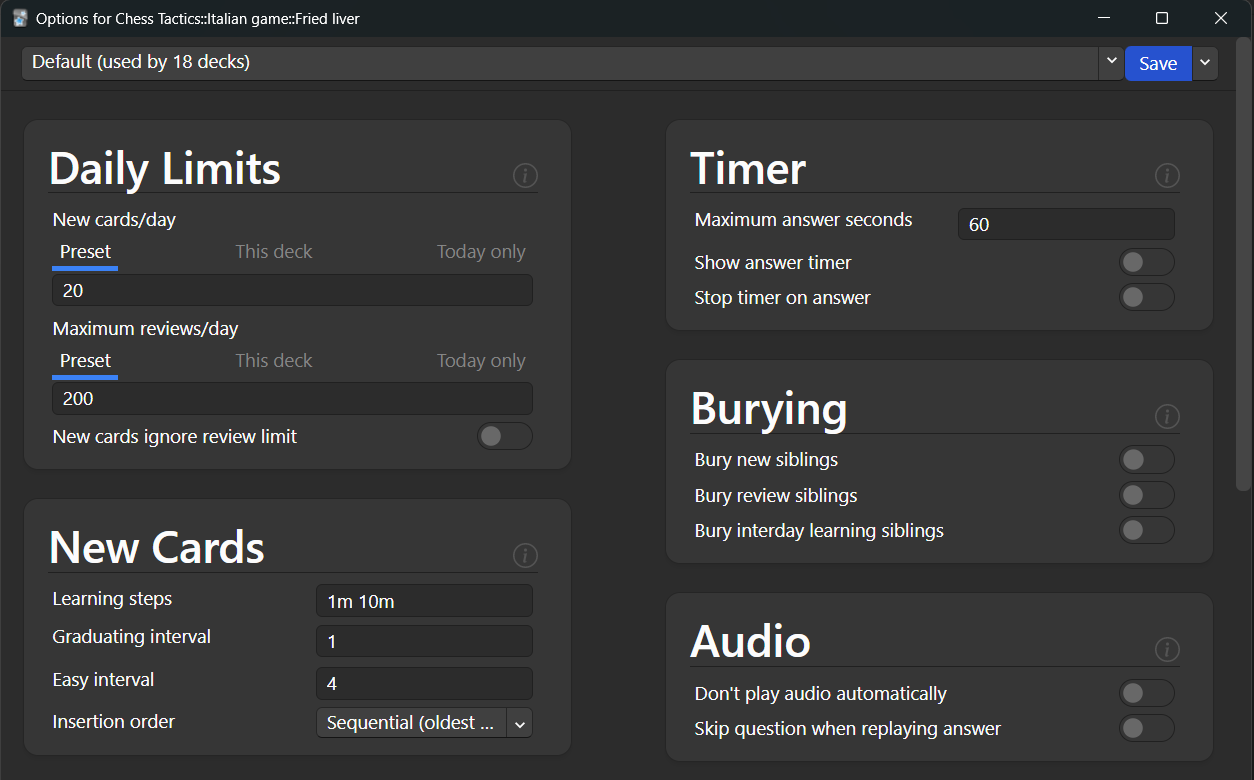 Options for Chess Tactics::Italian game::Fried liver
Default (used by 18 decks)
Save
Daily Limits
New cards/day
Preset This deck Today only
20
Maximum reviews/day
Preset This deck Today only
200
New cards ignore review limit
New Cards
Learning steps 1m 10m
Graduating interval 1
Easy interval 4
Insertion order Sequential (oldest ...
Timer
Maximum answer seconds 60
Show answer timer
Stop timer on answer
Burying
Bury new siblings
Bury review siblings
Bury interday learning siblings
Audio
Don't play audio automatically
Skip question when replaying answer